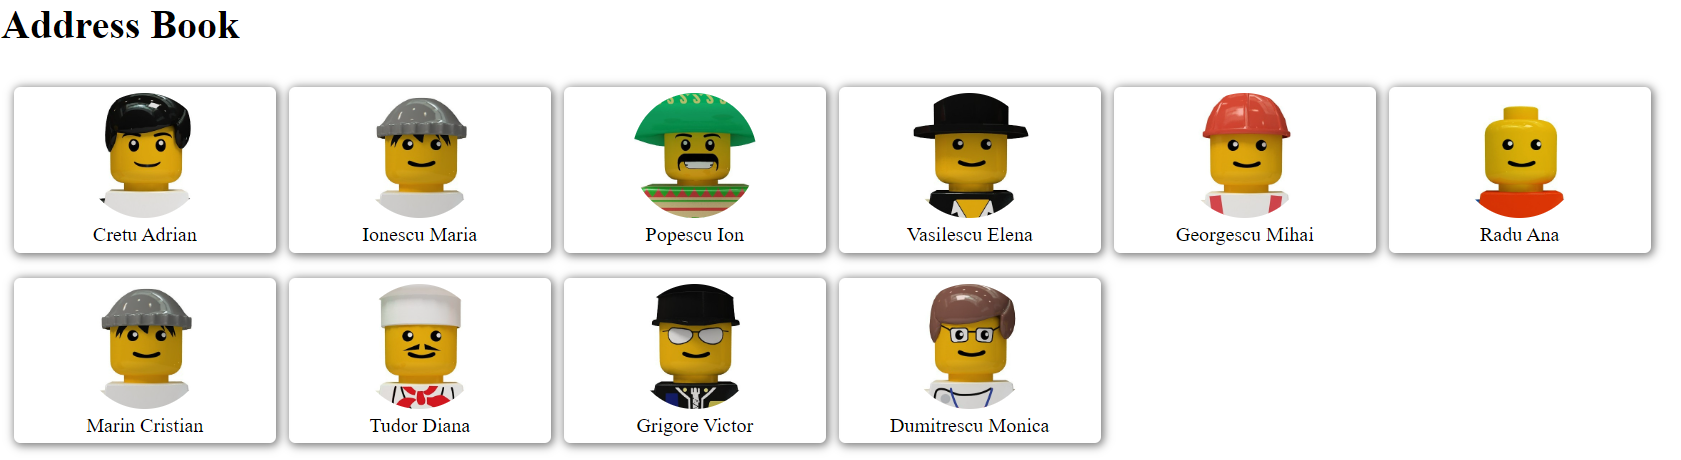 Address Book
Cretu Adrian
Ionescu Maria
Popescu Ion
Vasilescu Elena
Georgescu Mihai
Radu Ana
Marin Cristian
Tudor Diana
Grigore Victor
Dumitrescu Monica